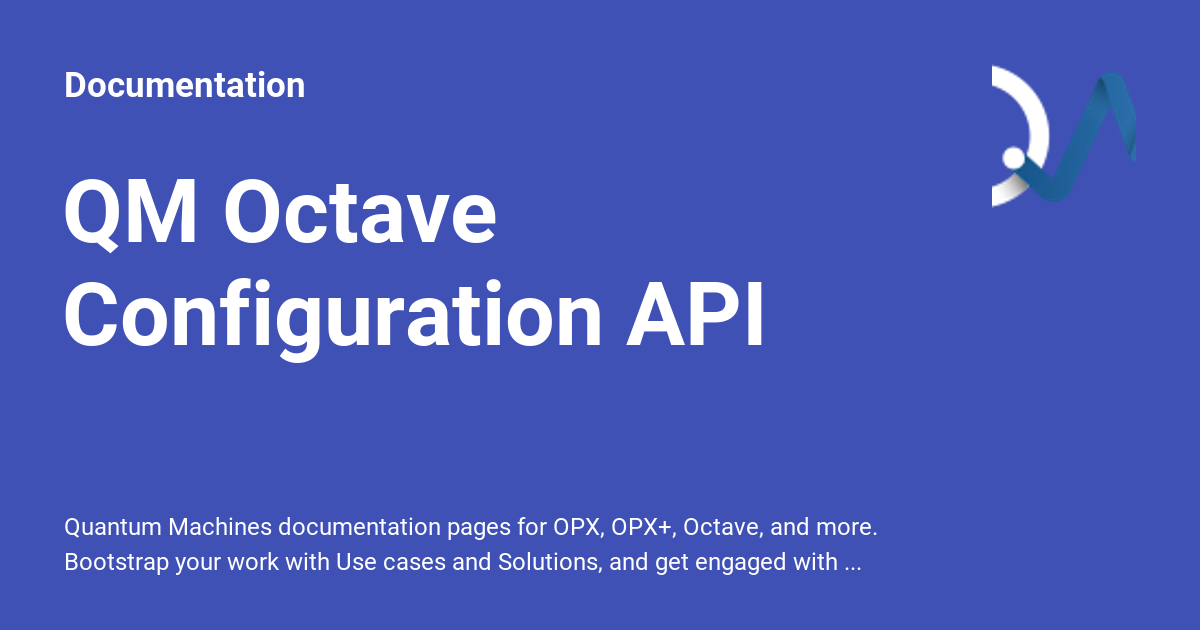 Documentation
QM Octave
Configuration API
Quantum Machines documentation pages for OPX, OPX+, Octave, and more.
Bootstrap your work with Use cases and Solutions, and get engaged with ...